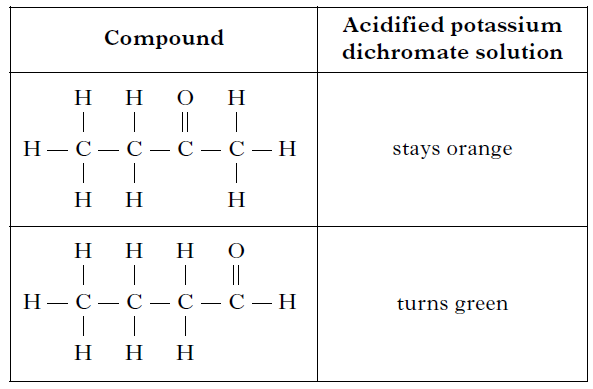 Compound
Acidified potassium
dichromate solution
H H O H
H — C — C — C — C — H
H H H
stays orange
H H H O
H — C — C — C — C — H
H H H
turns green